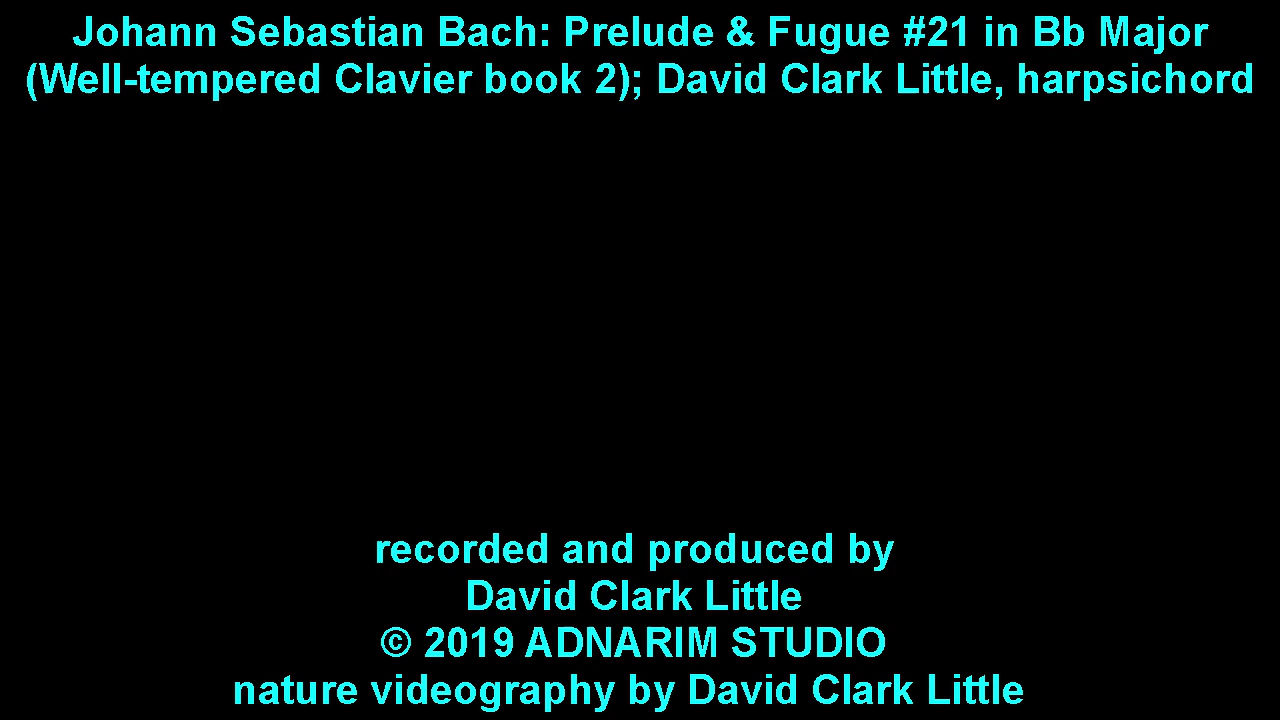 Johann Sebastian Bach: Prelude & Fugue #21 in Bb Major
(Well-tempered Clavier book 2); David Clark Little, harpsichord
recorded and produced by
David Clark Little
© 2019 ADNARIM STUDIO
nature videography by David Clark Little